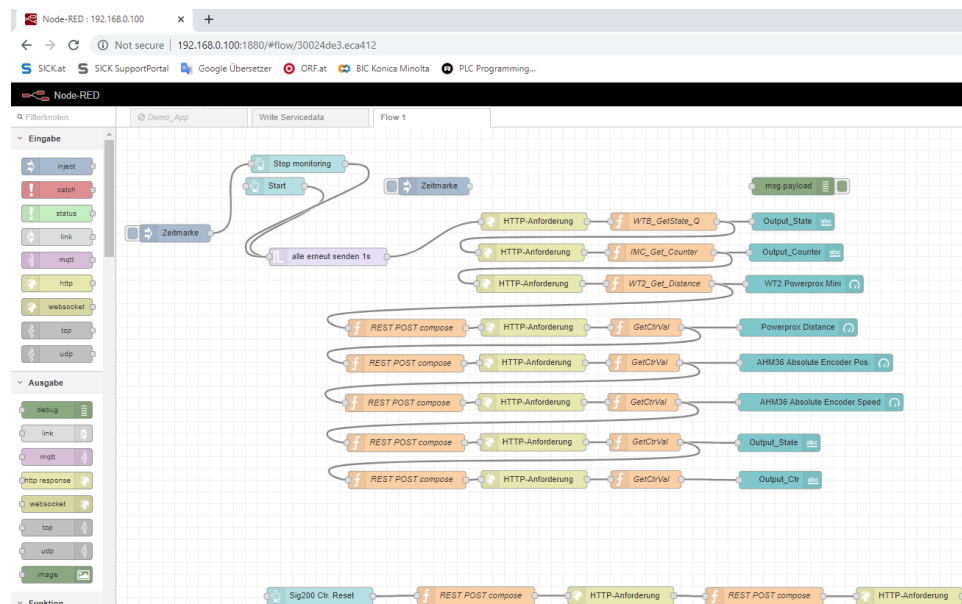 Node-RED : 192.168.0.100
Not secure 192.168.0.100:1880/#flow/30024de3.eca412
SICK.at SICK SupportPortal Google Übersetzer ORF.at BIC Konica Minolta PLC Programming...
Node-RED
Filterknoten
Demo_App Write Servicedata Flow 1
Eingabe
inject
catch
status
link
mqtt
http
websocket
tcp
udp
Ausgabe
debug
link
mqtt
http response
websocket
tcp
udp
image
Funktion
Stop monitoring
Start Zeitmarke msg.payload
Zeitmarke
alle erneut senden 1s
HTTP-Anforderung WTB_GetState_Q Output_State abc
HTTP-Anforderung IMC_Get_Counter Output_Counter abc
HTTP-Anforderung WT2_Get_Distance WT2 Powerprox Mini
REST POST compose HTTP-Anforderung GetCtrVal Powerprox Distance
REST POST compose HTTP-Anforderung GetCtrVal AHM36 Absolute Encoder Pos.
REST POST compose HTTP-Anforderung GetCtrVal AHM36 Absolute Encoder Speed
REST POST compose HTTP-Anforderung GetCtrVal Output_State abc
REST POST compose HTTP-Anforderung GetCtrVal Output_Ctr abc
Sig200 Ctr. Reset REST POST compose HTTP-Anforderung REST POST compose HTTP-Anforderung